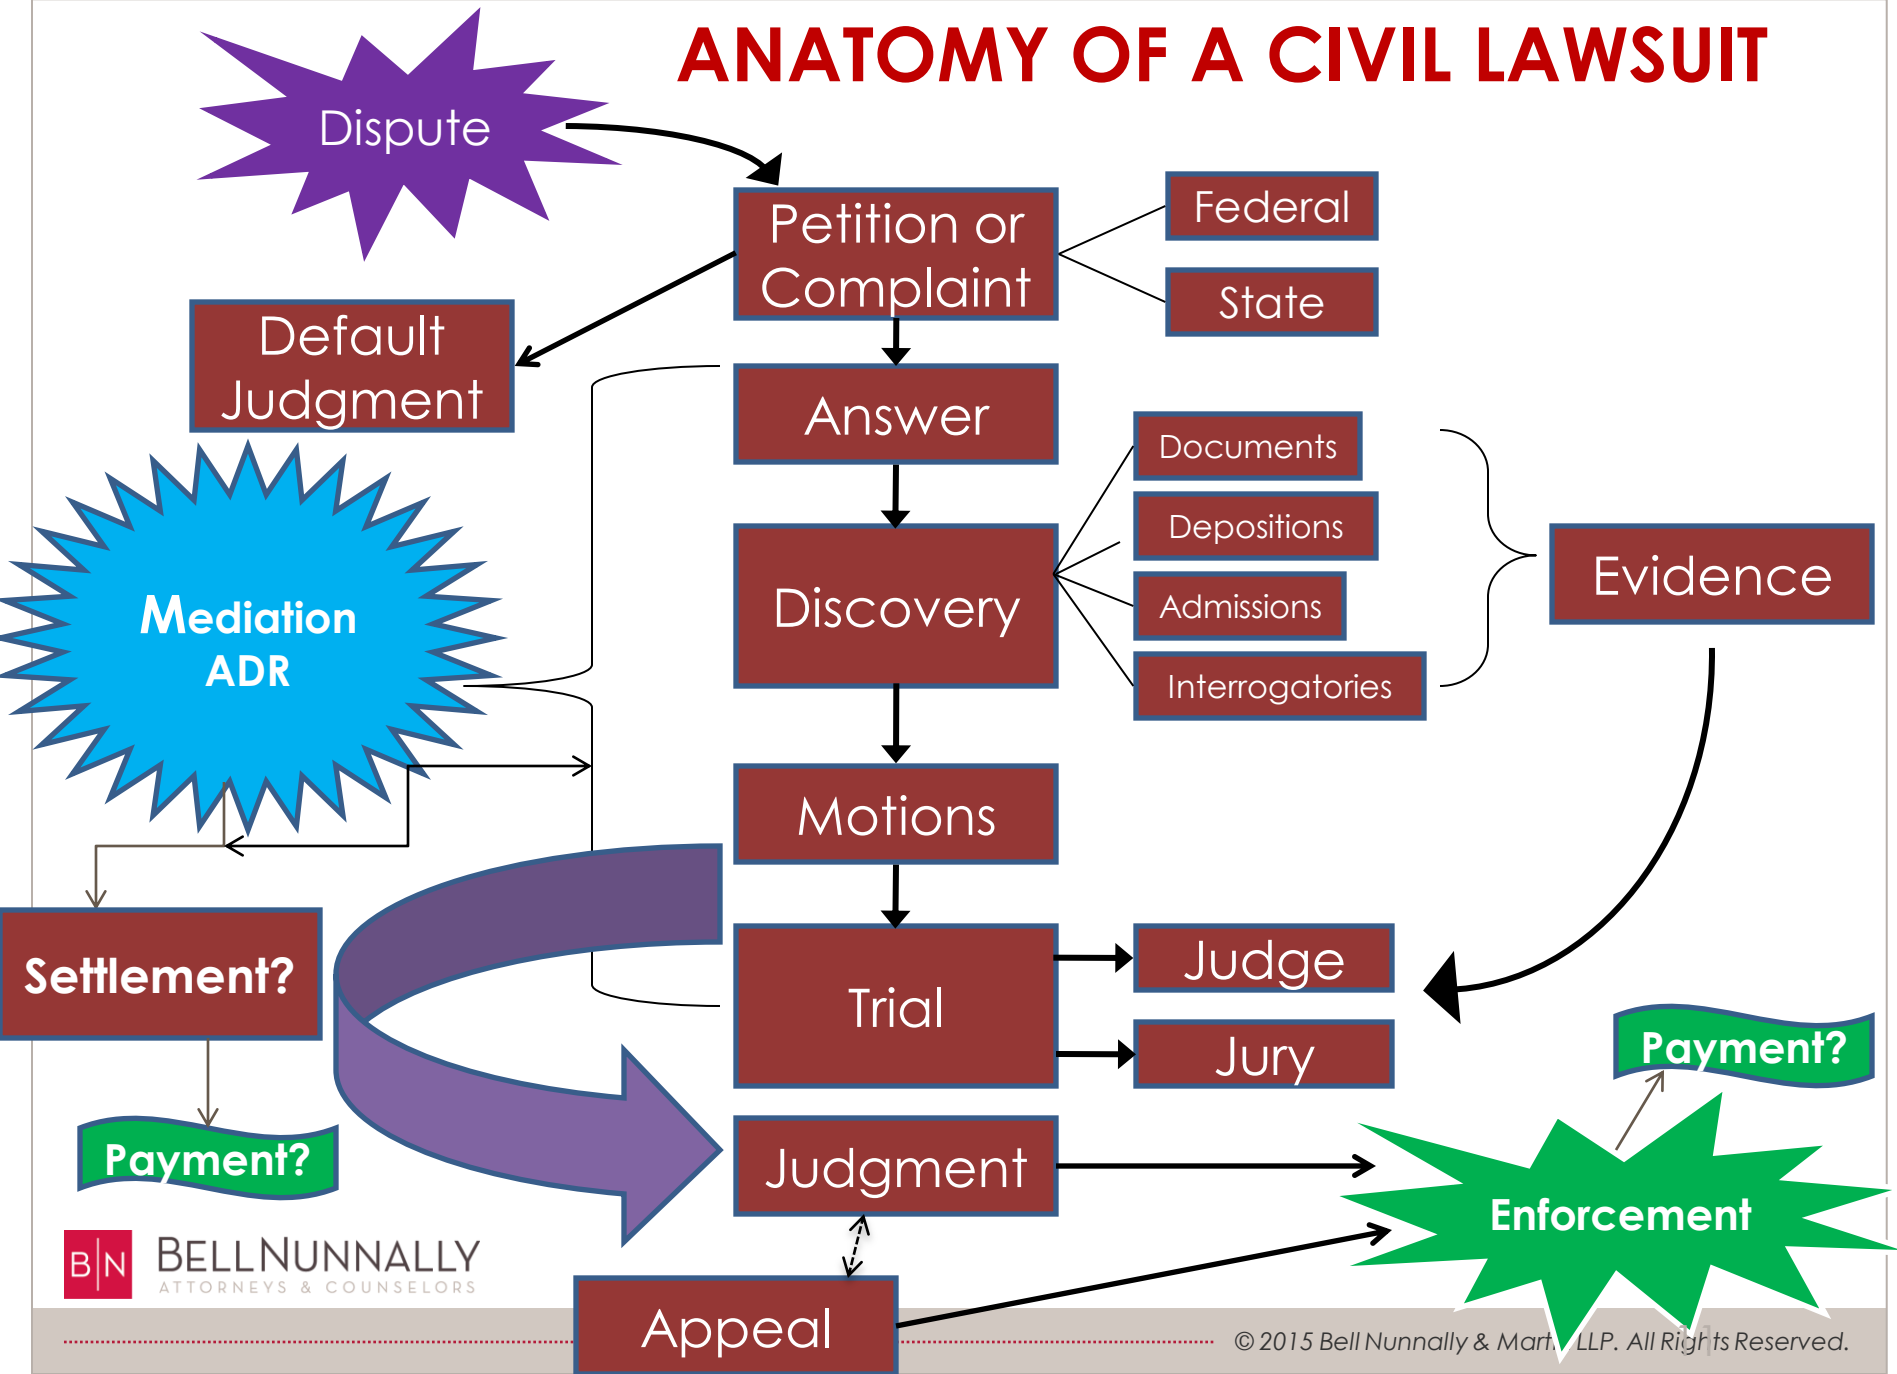 ANATOMY OF A CIVIL LAWSUIT
Dispute
Petition or
Complaint
Federal
State
Default
Judgment
Answer
Documents
Depositions
Admissions
Interrogatories
Evidence
Discovery
Mediation
ADR
Motions
Settlement?
Trial
Judge
Jury
Payment?
Payment?
Judgment
Enforcement
B|N
BELLNUNNALLY
ATTORNEYS & COUNSELORS
Appeal
© 2015 Bell Nunnally & LLP. All Rights Reserved.